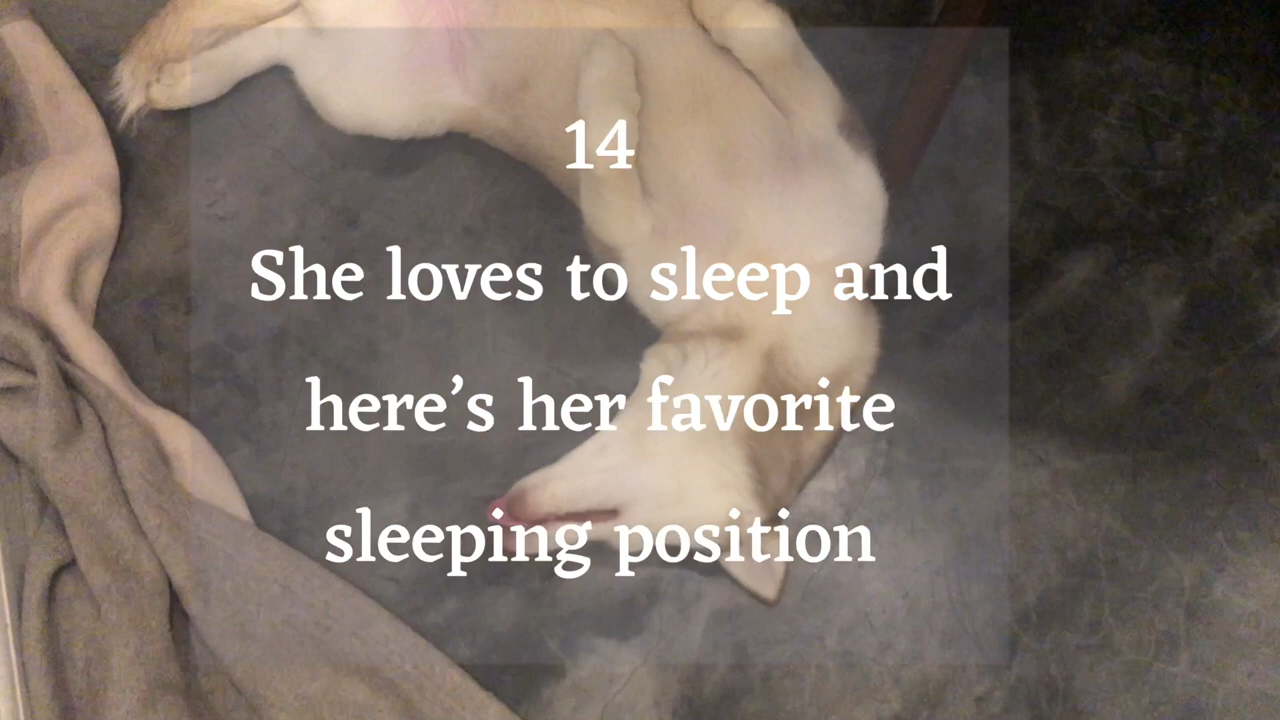 14
She loves to sleep and
here’s her favorite
sleeping position